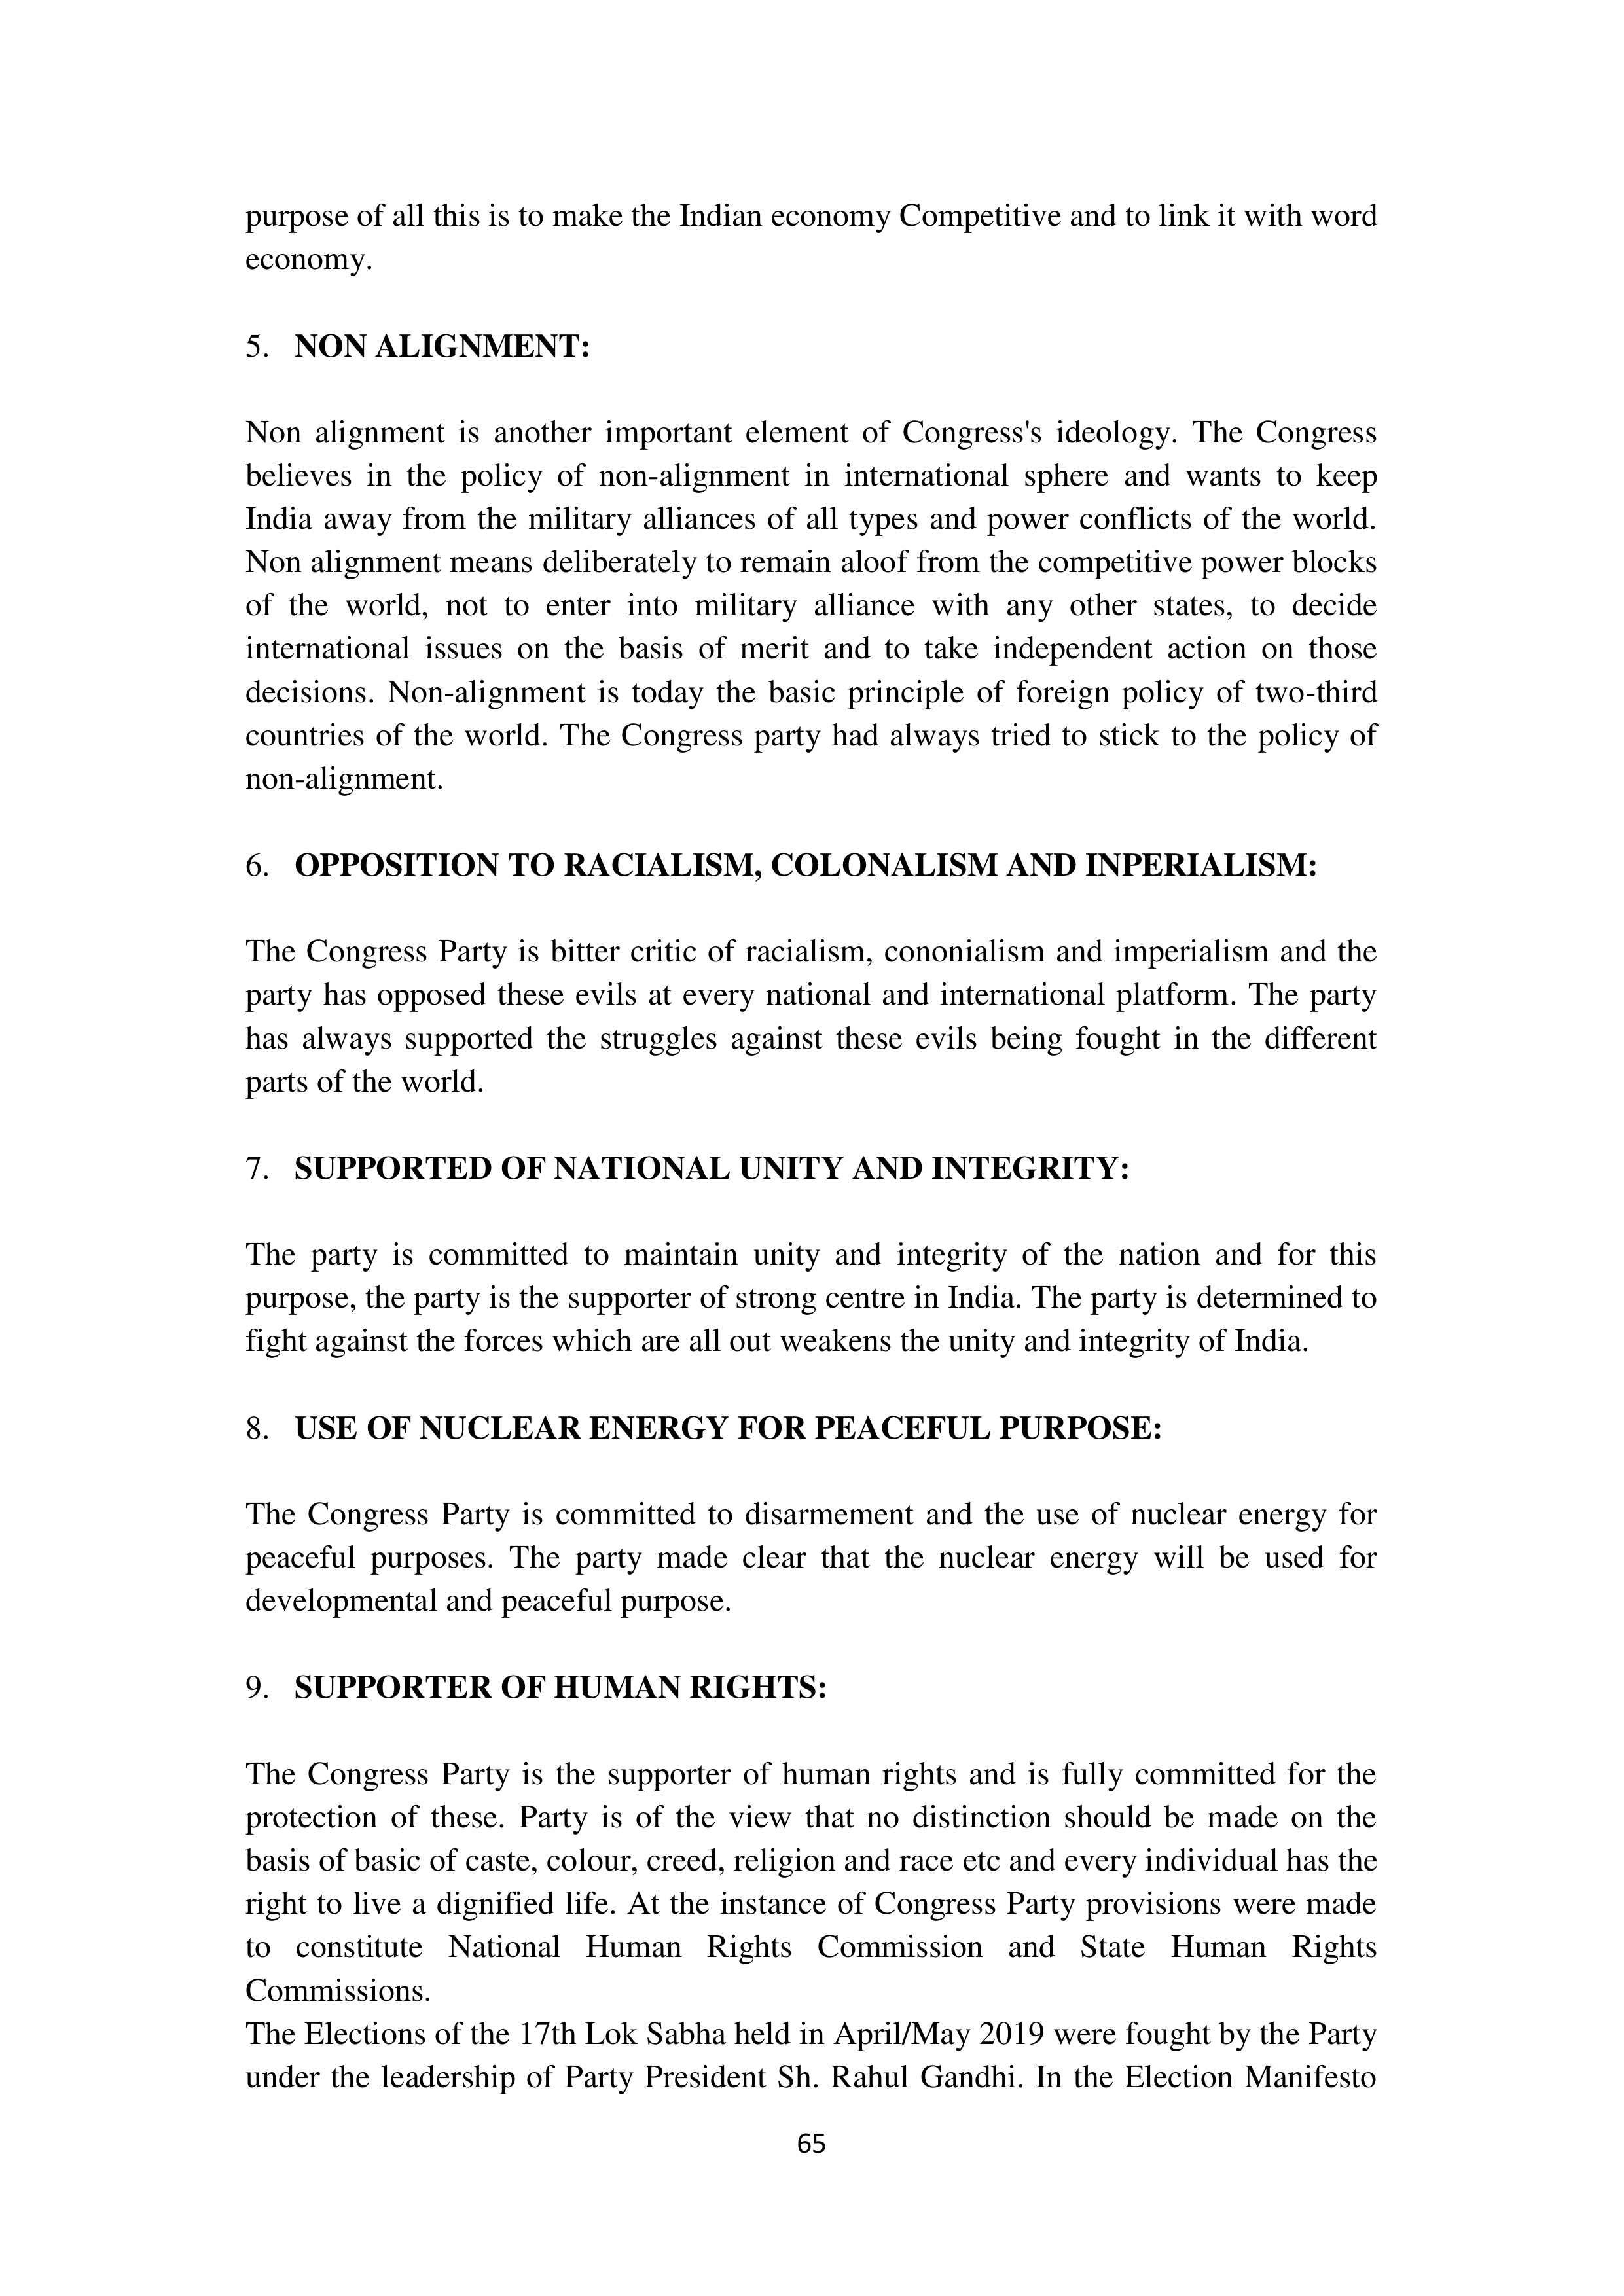 purpose of all this is to make the Indian economy Competitive and to link it with word
economy.
5. NON ALIGNMENT:
Non alignment is another important element of Congress's ideology. The Congress
believes in the policy of non-alignment in international sphere and wants to keep
India away from the military alliances of all types and power conflicts of the world.
Non alignment means deliberately to remain aloof from the competitive power blocks
of the world, not to enter into military alliance with any other states, to decide
international issues on the basis of merit and to take independent action on those
decisions. Non-alignment is today the basic principle of foreign policy of two-third
countries of the world. The Congress party had always tried to stick to the policy of
non-alignment.
6. OPPOSITION TO RACIALISM, COLONALISM AND INPERIALISM:
The Congress Party is bitter critic of racialism, cononialism and imperialism and the
party has opposed these evils at every national and international platform. The party
has always supported the struggles against these evils being fought in the different
parts of the world.
7. SUPPORTED OF NATIONAL UNITY AND INTEGRITY:
The party is committed to maintain unity and integrity of the nation and for this
purpose, the party is the supporter of strong centre in India. The party is determined to
fight against the forces which are all out weakens the unity and integrity of India.
8. USE OF NUCLEAR ENERGY FOR PEACEFUL PURPOSE:
The Congress Party is committed to disarmement and the use of nuclear energy for
peaceful purposes. The party made clear that the nuclear energy will be used for
developmental and peaceful purpose.
9. SUPPORTER OF HUMAN RIGHTS:
The Congress Party is the supporter of human rights and is fully committed for the
protection of these. Party is of the view that no distinction should be made on the
basis of basic of caste, colour, creed, religion and race etc and every individual has the
right to live a dignified life. At the instance of Congress Party provisions were made
to constitute National Human Rights Commission and State Human Rights
Commissions.
The Elections of the 17th Lok Sabha held in April/May 2019 were fought by the Party
under the leadership of Party President Sh. Rahul Gandhi. In the Election Manifesto
65